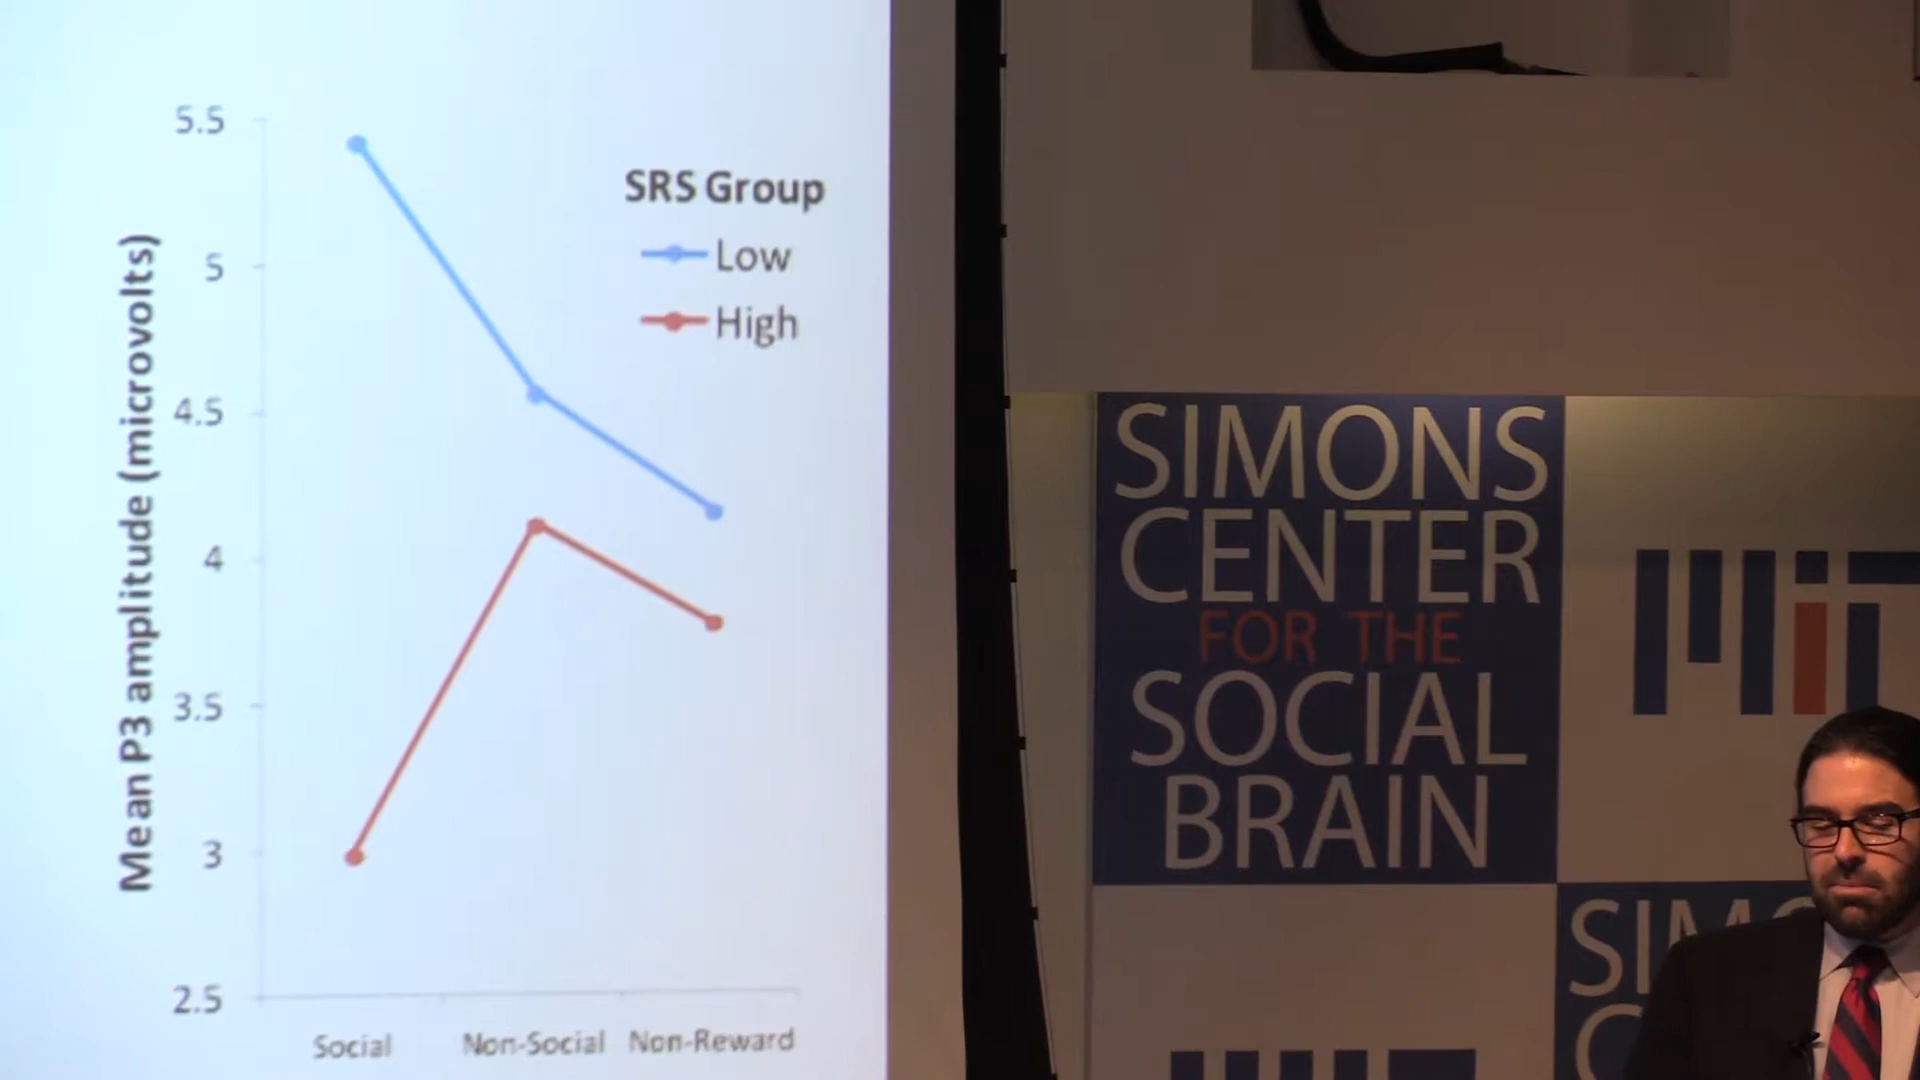 5.5
5
4.5
4
3.5
3
2.5
Mean P3 amplitude (microvolts)
SRS Group
Low
High
Social
Non-Social
Non-Reward
SIMONS
CENTER
FOR THE
SOCIAL
BRAIN
MIT